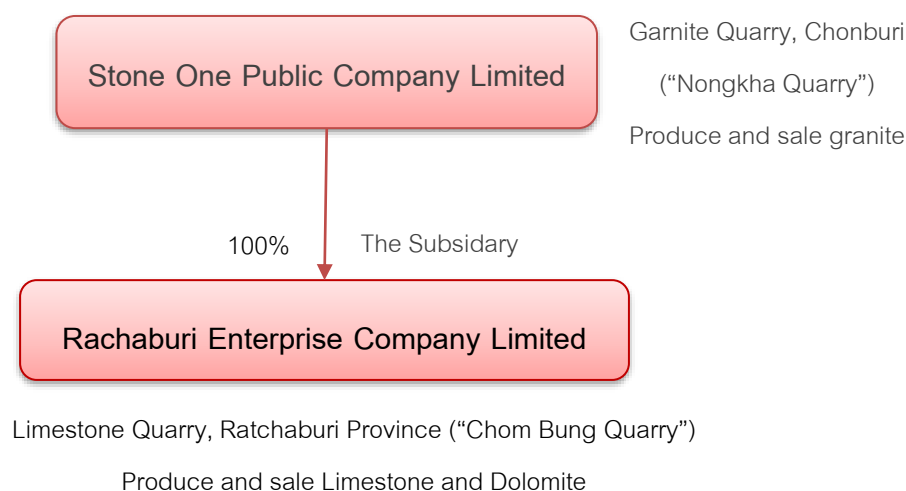 Garnite Quarry, Chonburi
Stone One Public Company Limited
(“Nongkha Quarry”)
Produce and sale granite
100%
The Subsidary
Rachaburi Enterprise Company Limited
Limestone Quarry, Ratchaburi Province (“Chom Bung Quarry”)
Produce and sale Limestone and Dolomite